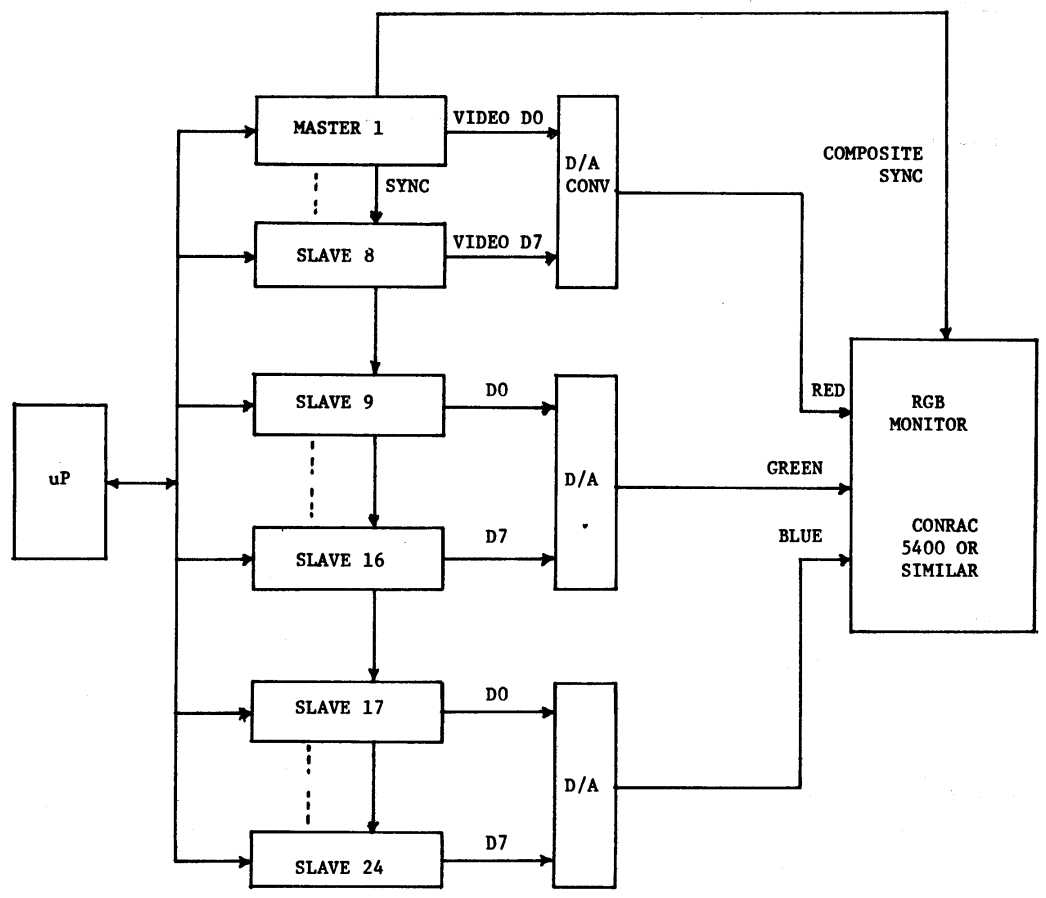 MASTER 1
VIDEO D0
D/A
CONV
COMPOSITE
SYNC
SYNC
SLAVE 8
VIDEO D7
SLAVE 9
D0
RED
RGB
MONITOR
uP
D/A
GREEN
SLAVE 16
D7
BLUE
CONRAC
5400 OR
SIMILAR
SLAVE 17
D0
D/A
SLAVE 24
D7